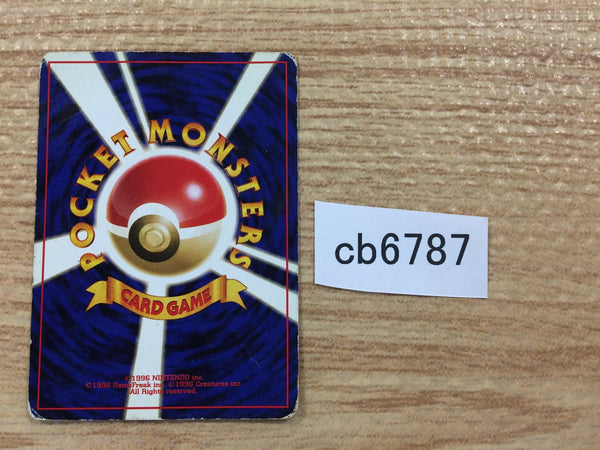 POCKET MONSTERS
CARD GAME
©1996 NINTENDO inc.
©1996 GameFreak inc. ©1996 Creatures inc.
All Rights reserved.
cb6787